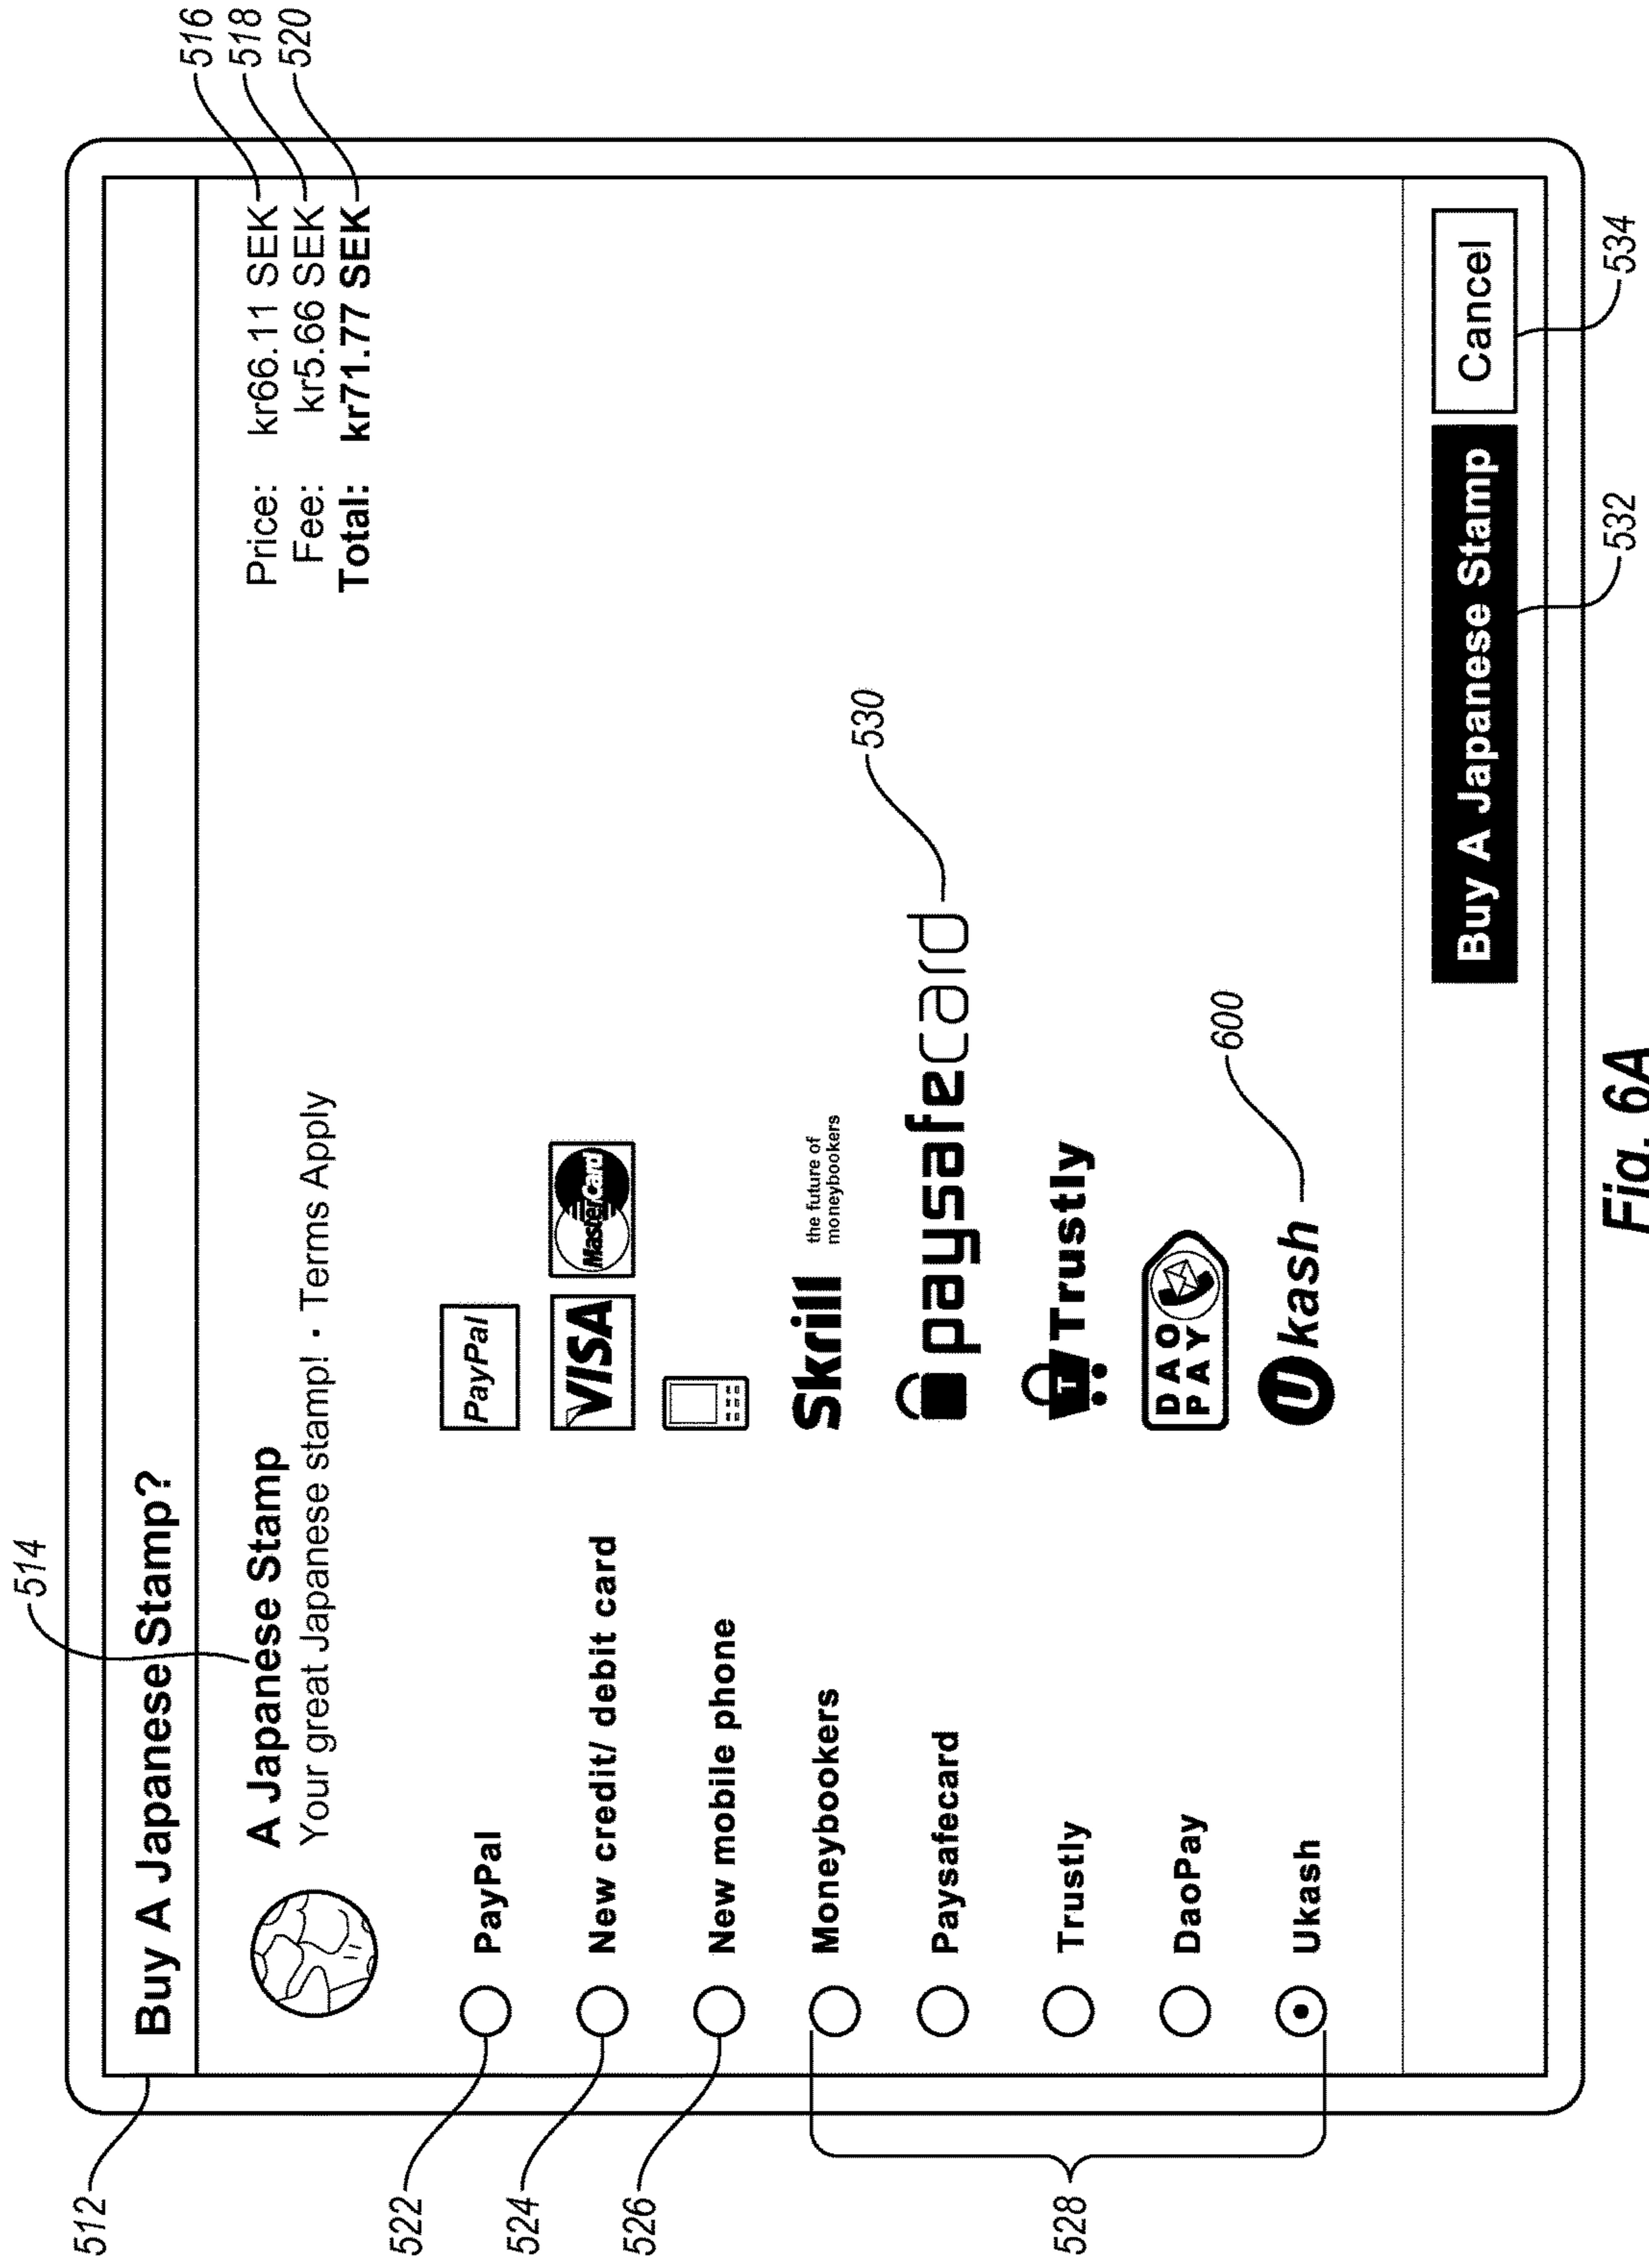 512
Buy A Japanese Stamp?
514
A Japanese Stamp
Your great Japanese stamp! · Terms Apply
Price: kr66.11 SEK 516
Fee: kr5.66 SEK 518
Total: kr71.77 SEK 520
522 PayPal PayPal
524 New credit/ debit card VISA MasterCard
526 New mobile phone
528
Moneybookers Skrill the future of
moneybookers
Paysafecard paysafecard 530
Trustly T Trustly
DaoPay DAO
PAY
Ukash Ukash 600
Buy A Japanese Stamp Cancel
532 534
Fig. 6A